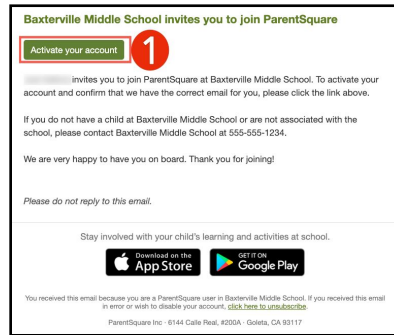 Baxterville Middle School invites you to join ParentSquare
Activate your account
1
invites you to join ParentSquare at Baxterville Middle School. To activate your
account and confirm that we have the correct email for you, please click the link above.
If you do not have a child at Baxterville Middle School or are not associated with the
school, please contact Baxterville Middle School at 555-555-1234.
We are very happy to have you on board. Thank you for joining!
Please do not reply to this email.
Stay involved with your child's learning and activities at school.
Download on the
App Store
GET IT ON
Google Play
You received this email because you are a ParentSquare user in Baxterville Middle School. If you received this email
in error or wish to disable your account, click here to unsubscribe.
ParentSquare Inc · 6144 Calle Real, #200A · Goleta, CA 93117